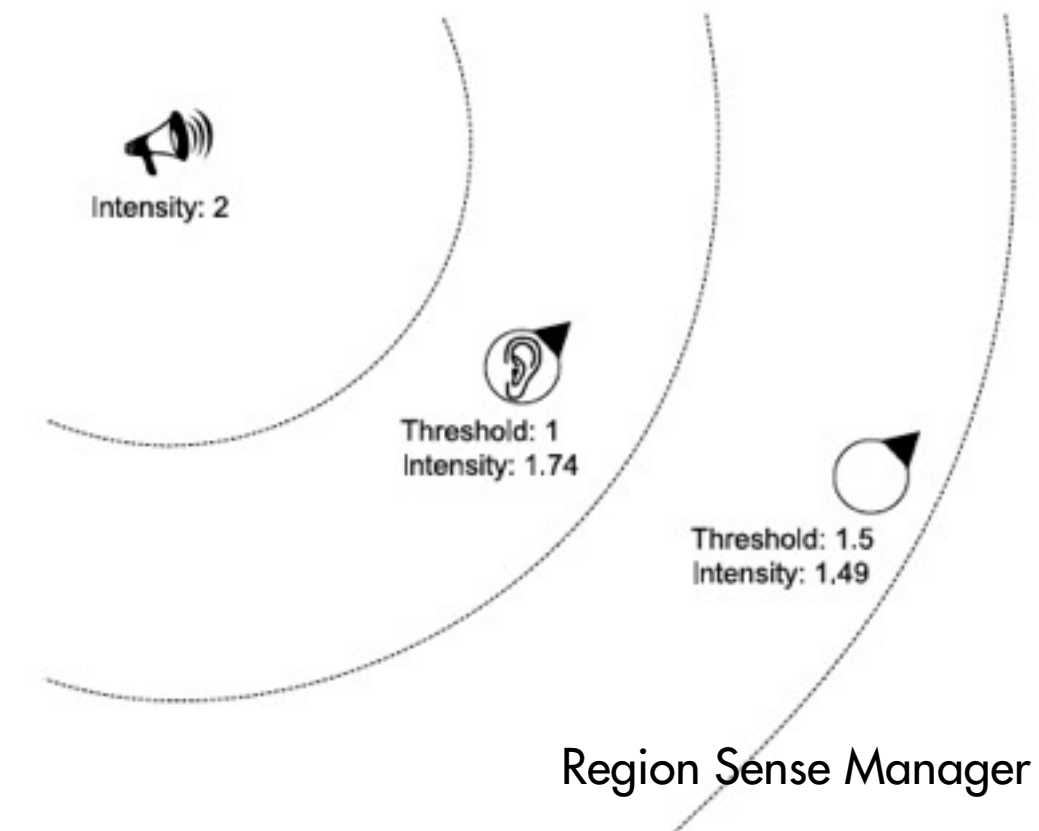 Intensity: 2
Threshold: 1
Intensity: 1.74
Threshold: 1.5
Intensity: 1.49
Region Sense Manager